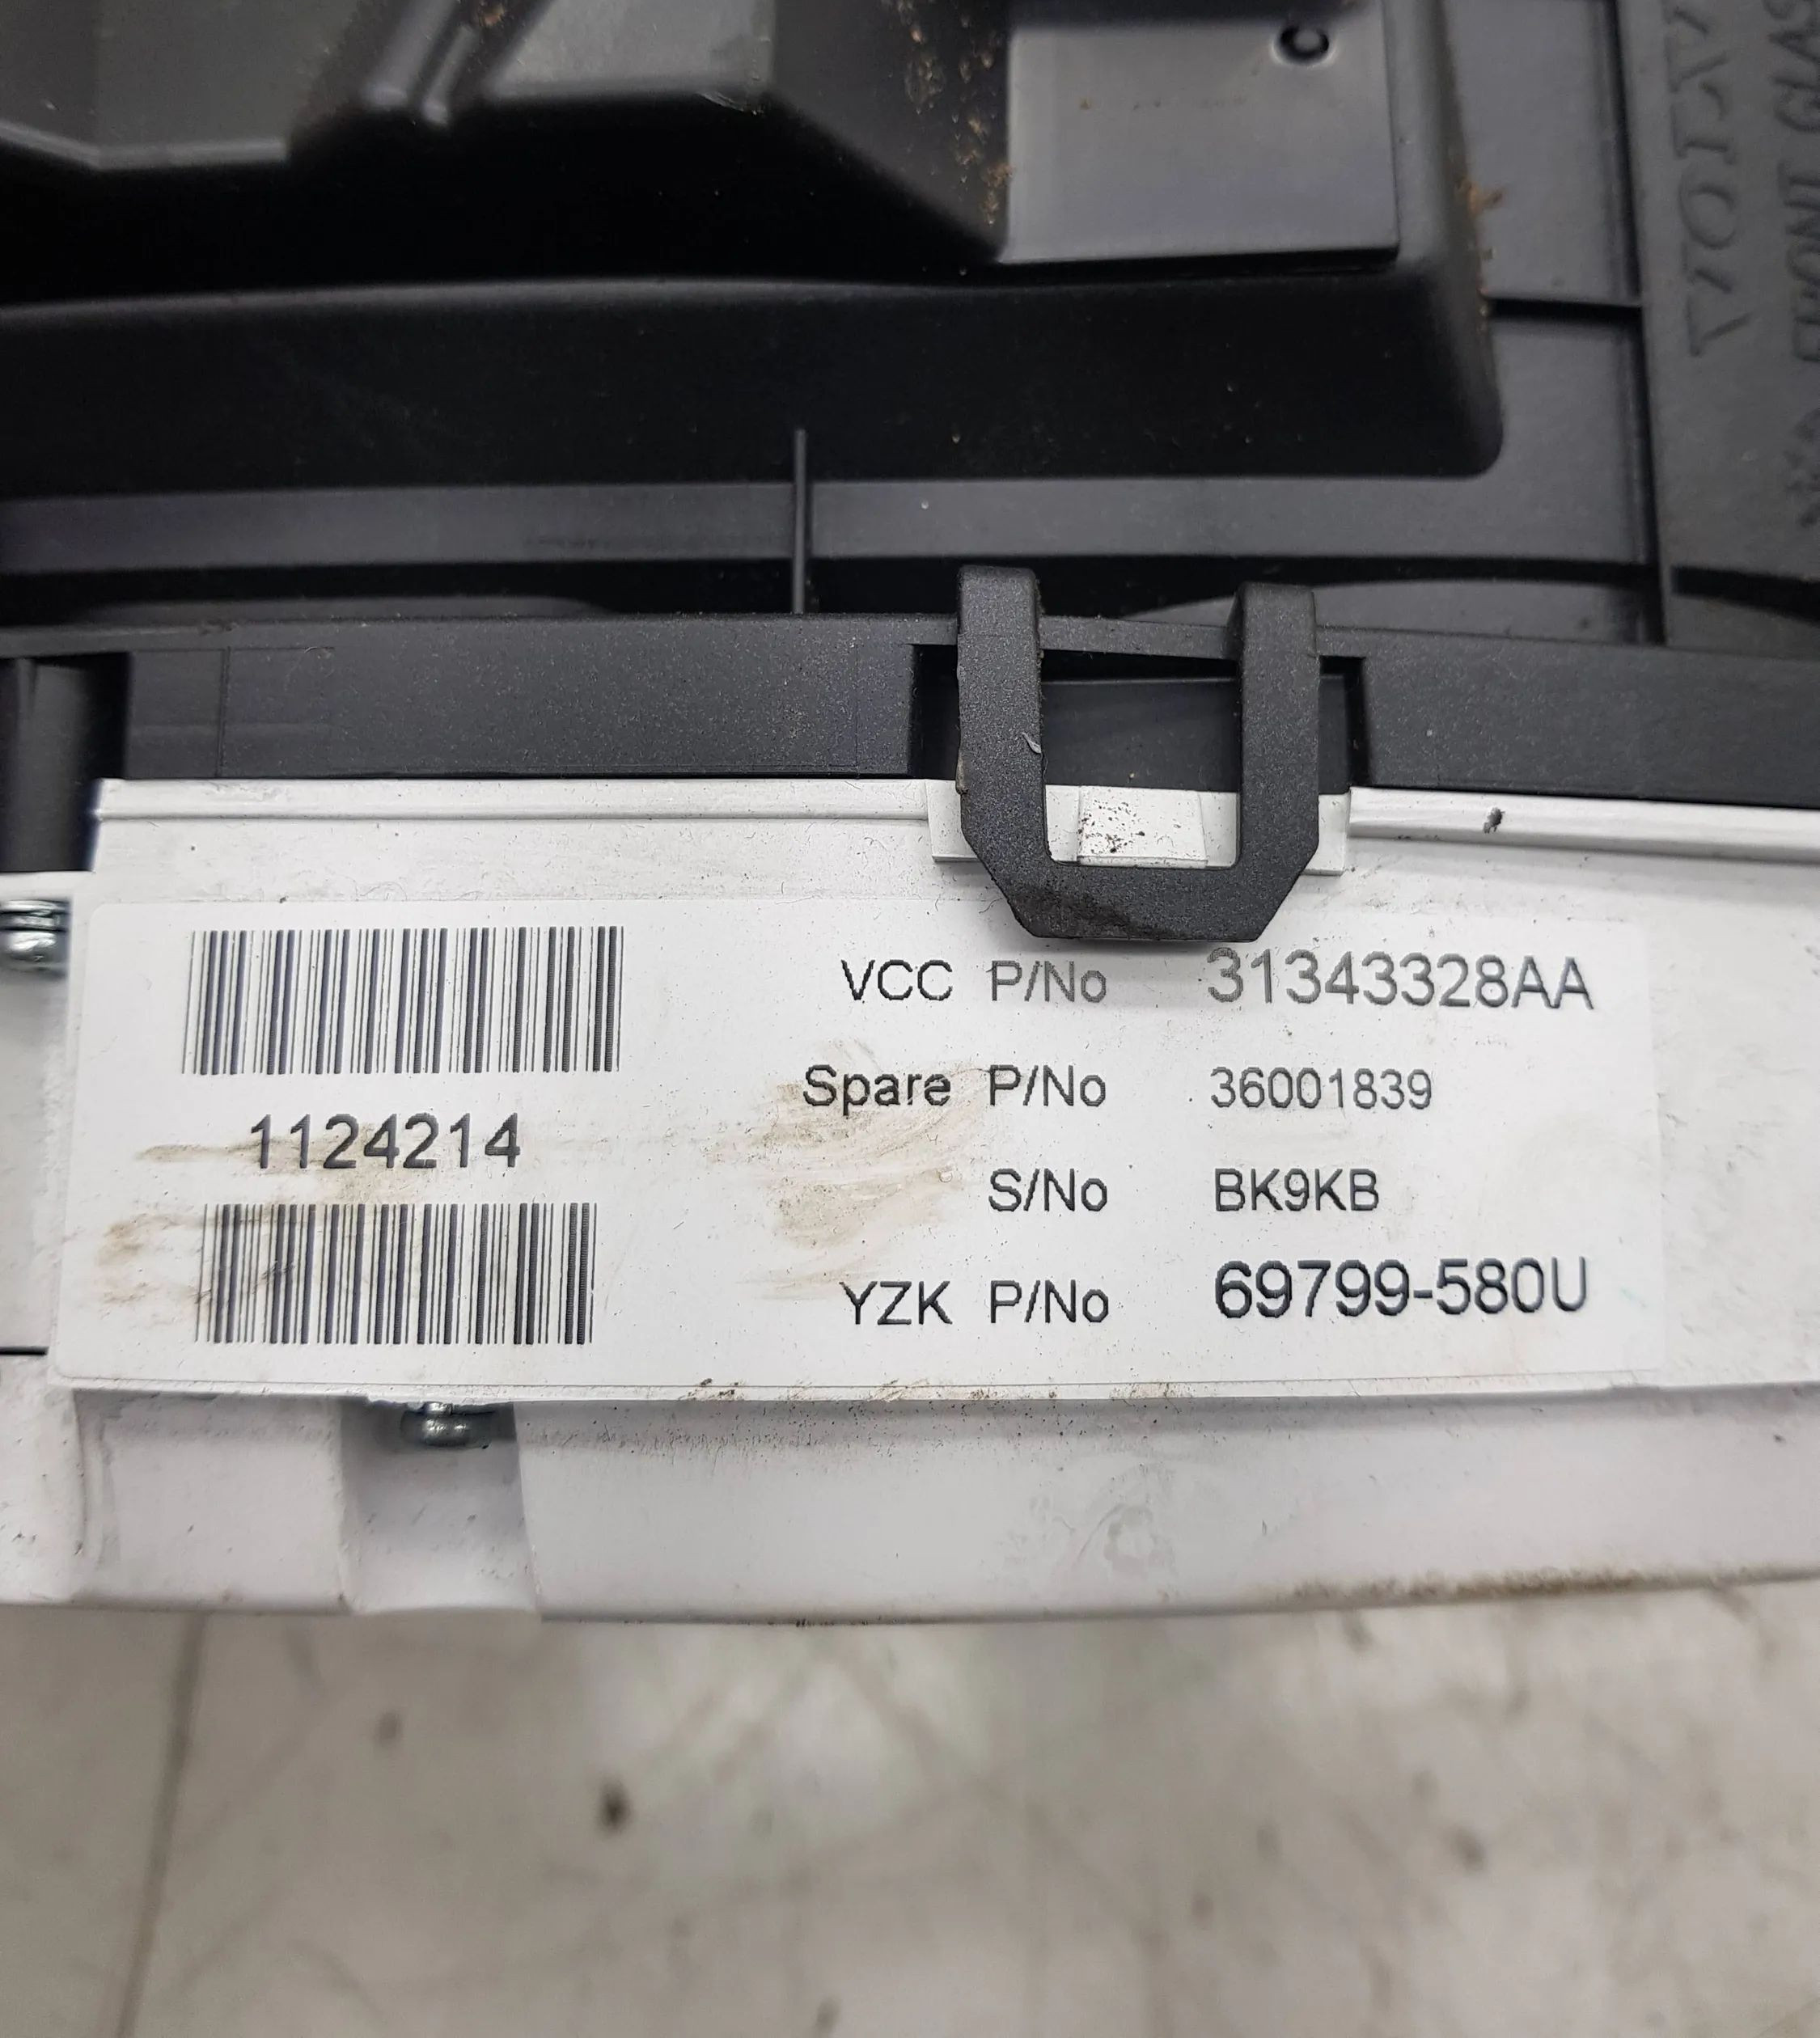 VCC P/No 31343328AA
Spare P/No 36001839
1124214
S/No BK9KB
YZK P/No 69799-580U